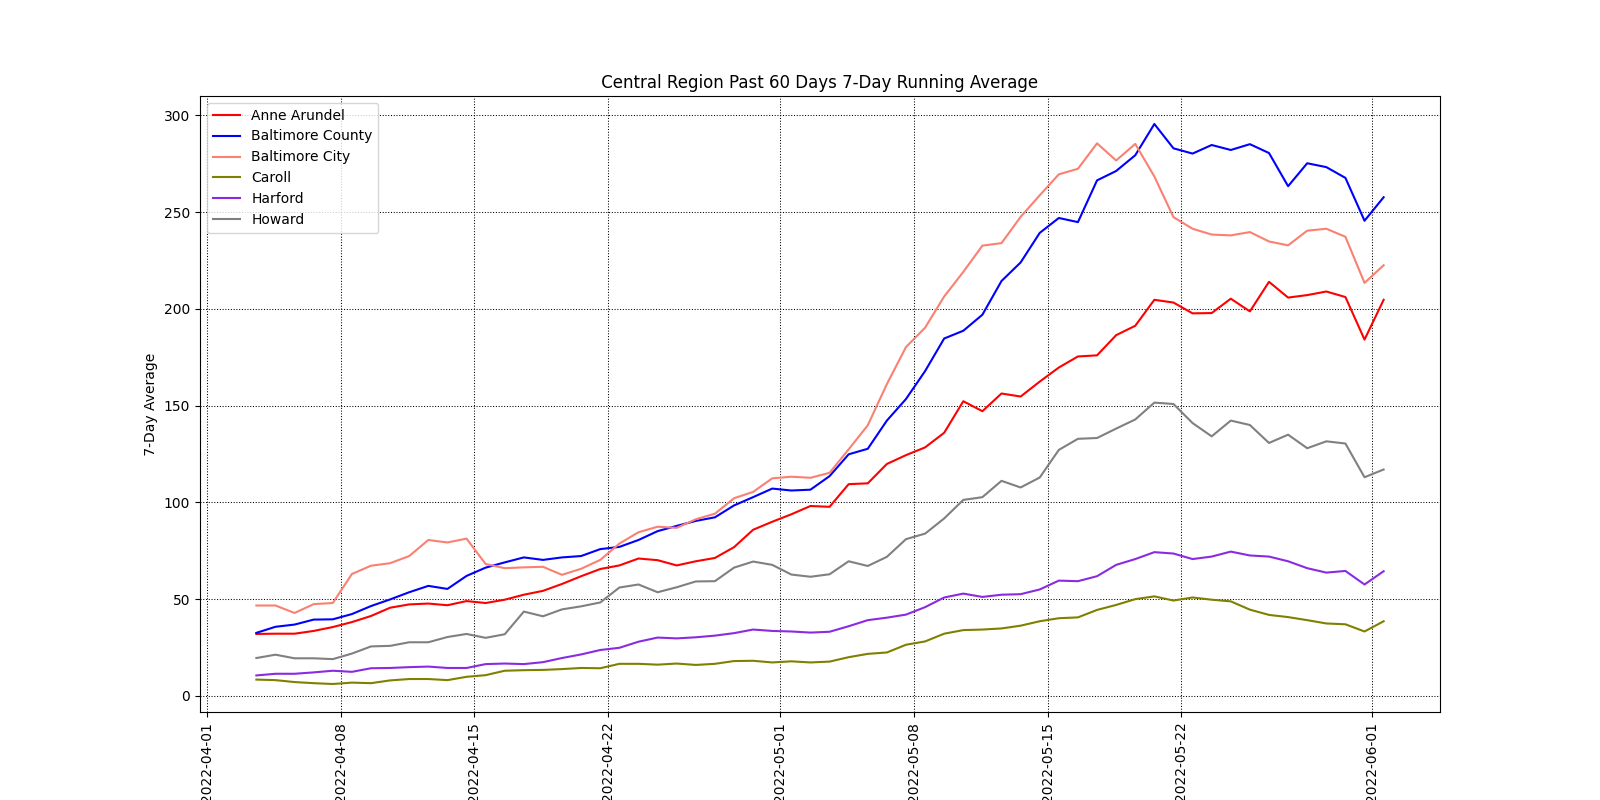 Central Region Past 60 Days 7-Day Running Average
Anne Arundel
Baltimore County
Baltimore City
Caroll
Harford
Howard
300
250
200
150
100
50
0
7-Day Average
2022-04-01
2022-04-08
2022-04-15
2022-04-22
2022-05-01
2022-05-08
2022-05-15
2022-05-22
2022-06-01